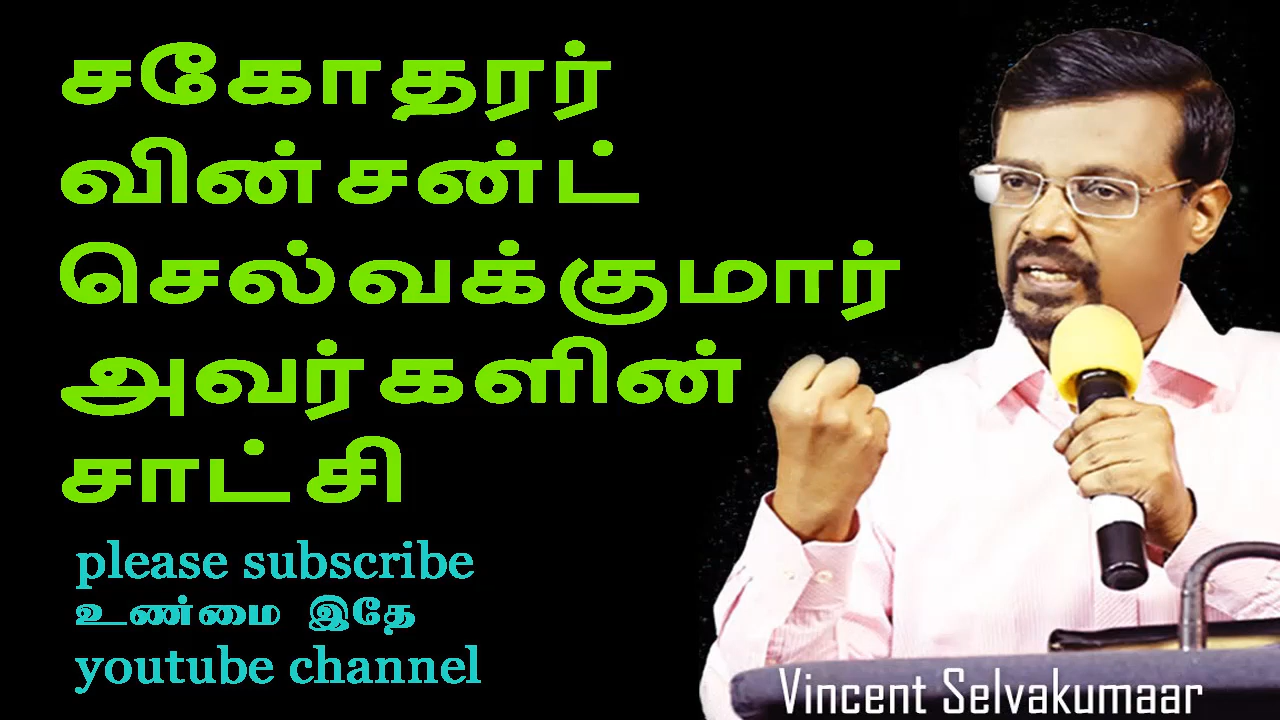 சகோதரர்
வின்சன்ட்
செல்வக்குமார்
அவர்களின்
சாட்சி
please subscribe
உண்மை இதே
youtube channel
Vincent Selvakumaar